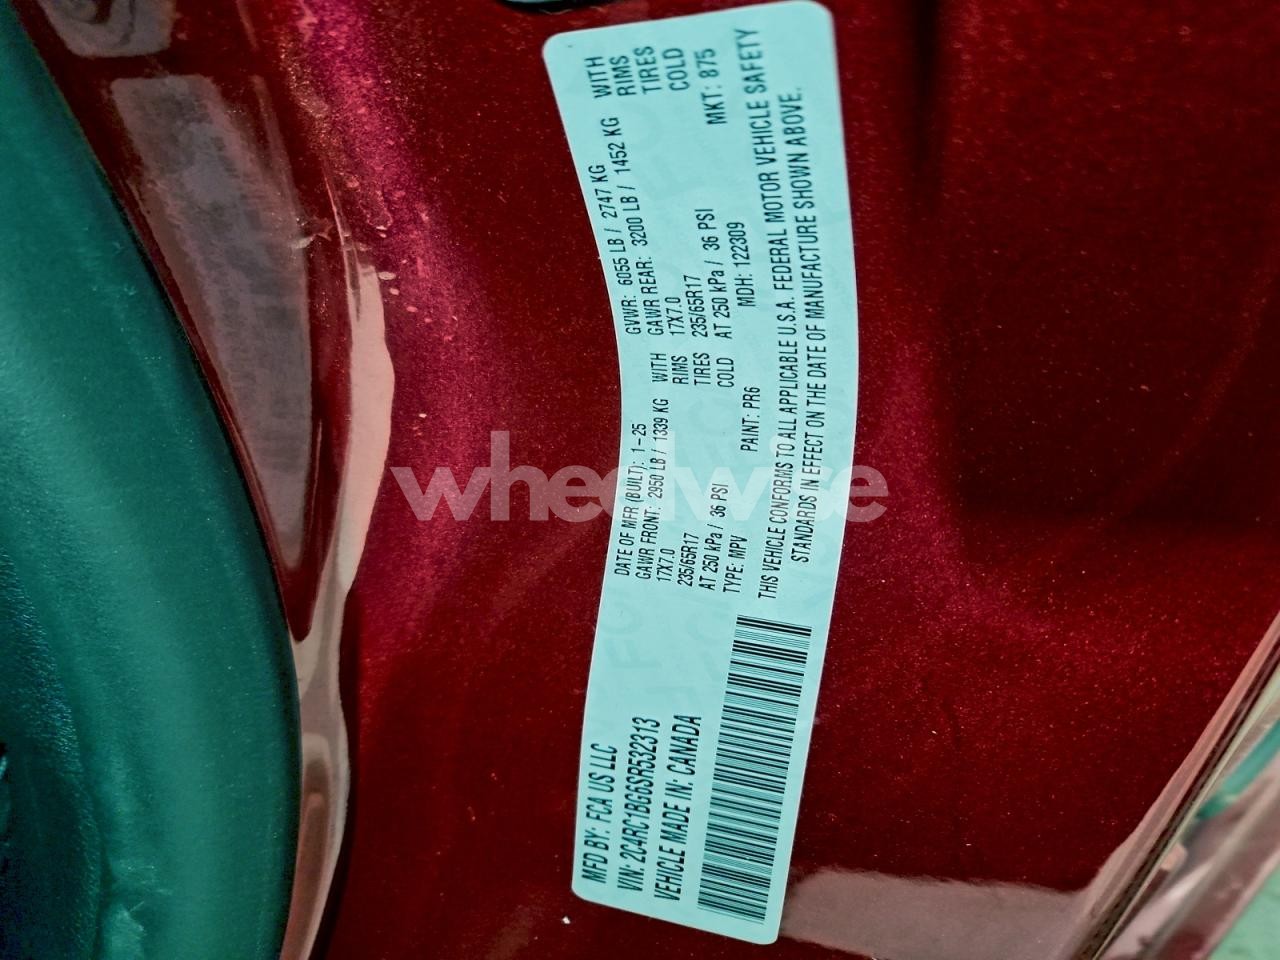 MFD BY: FCA US LLC
VIN: 2C4RC1BG6SR532313
VEHICLE MADE IN: CANADA
DATE OF MFR (BUILT): 1-25
GAWR FRONT: 2950 LB / 1339 KG WITH
17X7.0 RIMS
235/65R17 TIRES
AT 250 kPa / 36 PSI COLD
TYPE: MPV PAINT: PR6
GVWR: 6055 LB / 2747 KG
GAWR REAR: 3200 LB / 1452 KG WITH
17X7.0 RIMS
235/65R17 TIRES
AT 250 kPa / 36 PSI COLD
MDH: 122309 MKT: 875
THIS VEHICLE CONFORMS TO ALL APPLICABLE U.S.A. FEDERAL MOTOR VEHICLE SAFETY
STANDARDS IN EFFECT ON THE DATE OF MANUFACTURE SHOWN ABOVE.
wheelwise